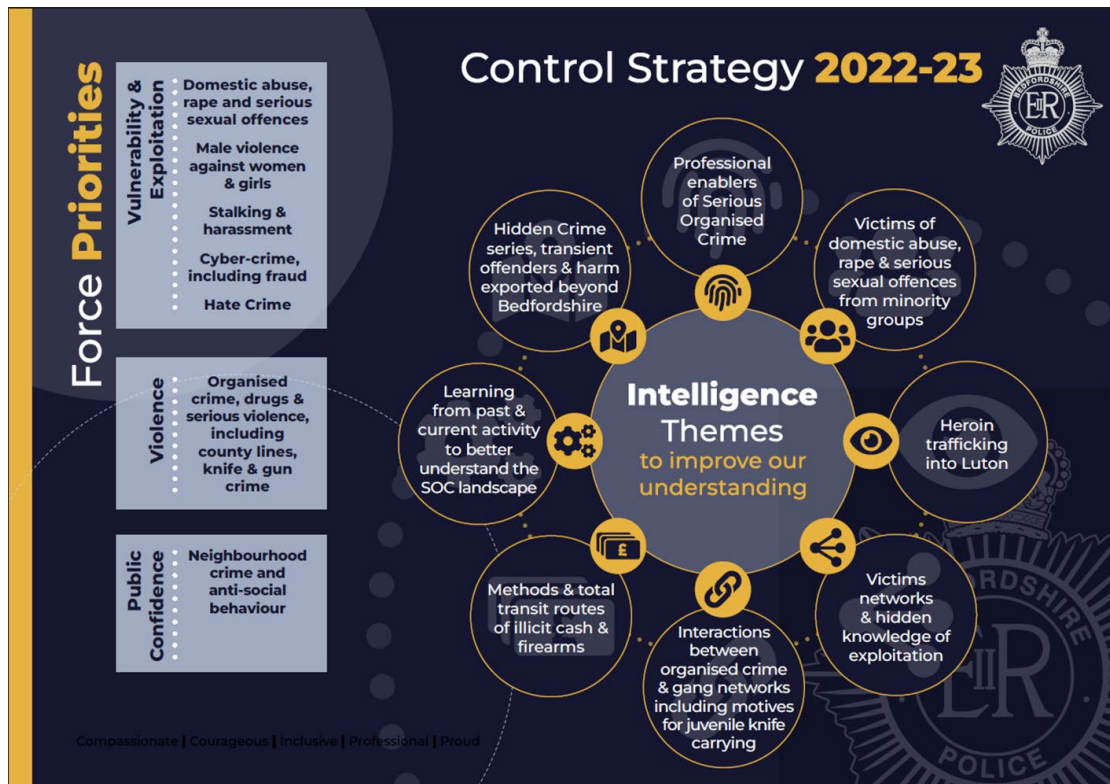 Force Priorities
Vulnerability &
Exploitation
Domestic abuse,
rape and serious
sexual offences
Male violence
against women
& girls
Stalking &
harassment
Cyber-crime,
including fraud
Hate Crime
Violence
Organised
crime, drugs &
serious violence,
including
county lines,
knife & gun
crime
Public
Confidence
Neighbourhood
crime and
anti-social
behaviour
Compassionate | Courageous | Inclusive | Professional | Proud
Control Strategy 2022-23
BEDFORDSHIRE
EIIR
POLICE
Professional
enablers
of Serious
Organised
Crime
Victims of
domestic abuse,
rape & serious
sexual offences
from minority
groups
Heroin
trafficking
into Luton
Victims
networks
& hidden
knowledge of
exploitation
Interactions
between
organised crime
& gang networks
including motives
for juvenile knife
carrying
Methods & total
transit routes
of illicit cash &
firearms
£
Learning
from past &
current activity
to better
understand the
SOC landscape
Hidden Crime
series, transient
offenders & harm
exported beyond
Bedfordshire
Intelligence
Themes
to improve our
understanding
EIIR
POLICE